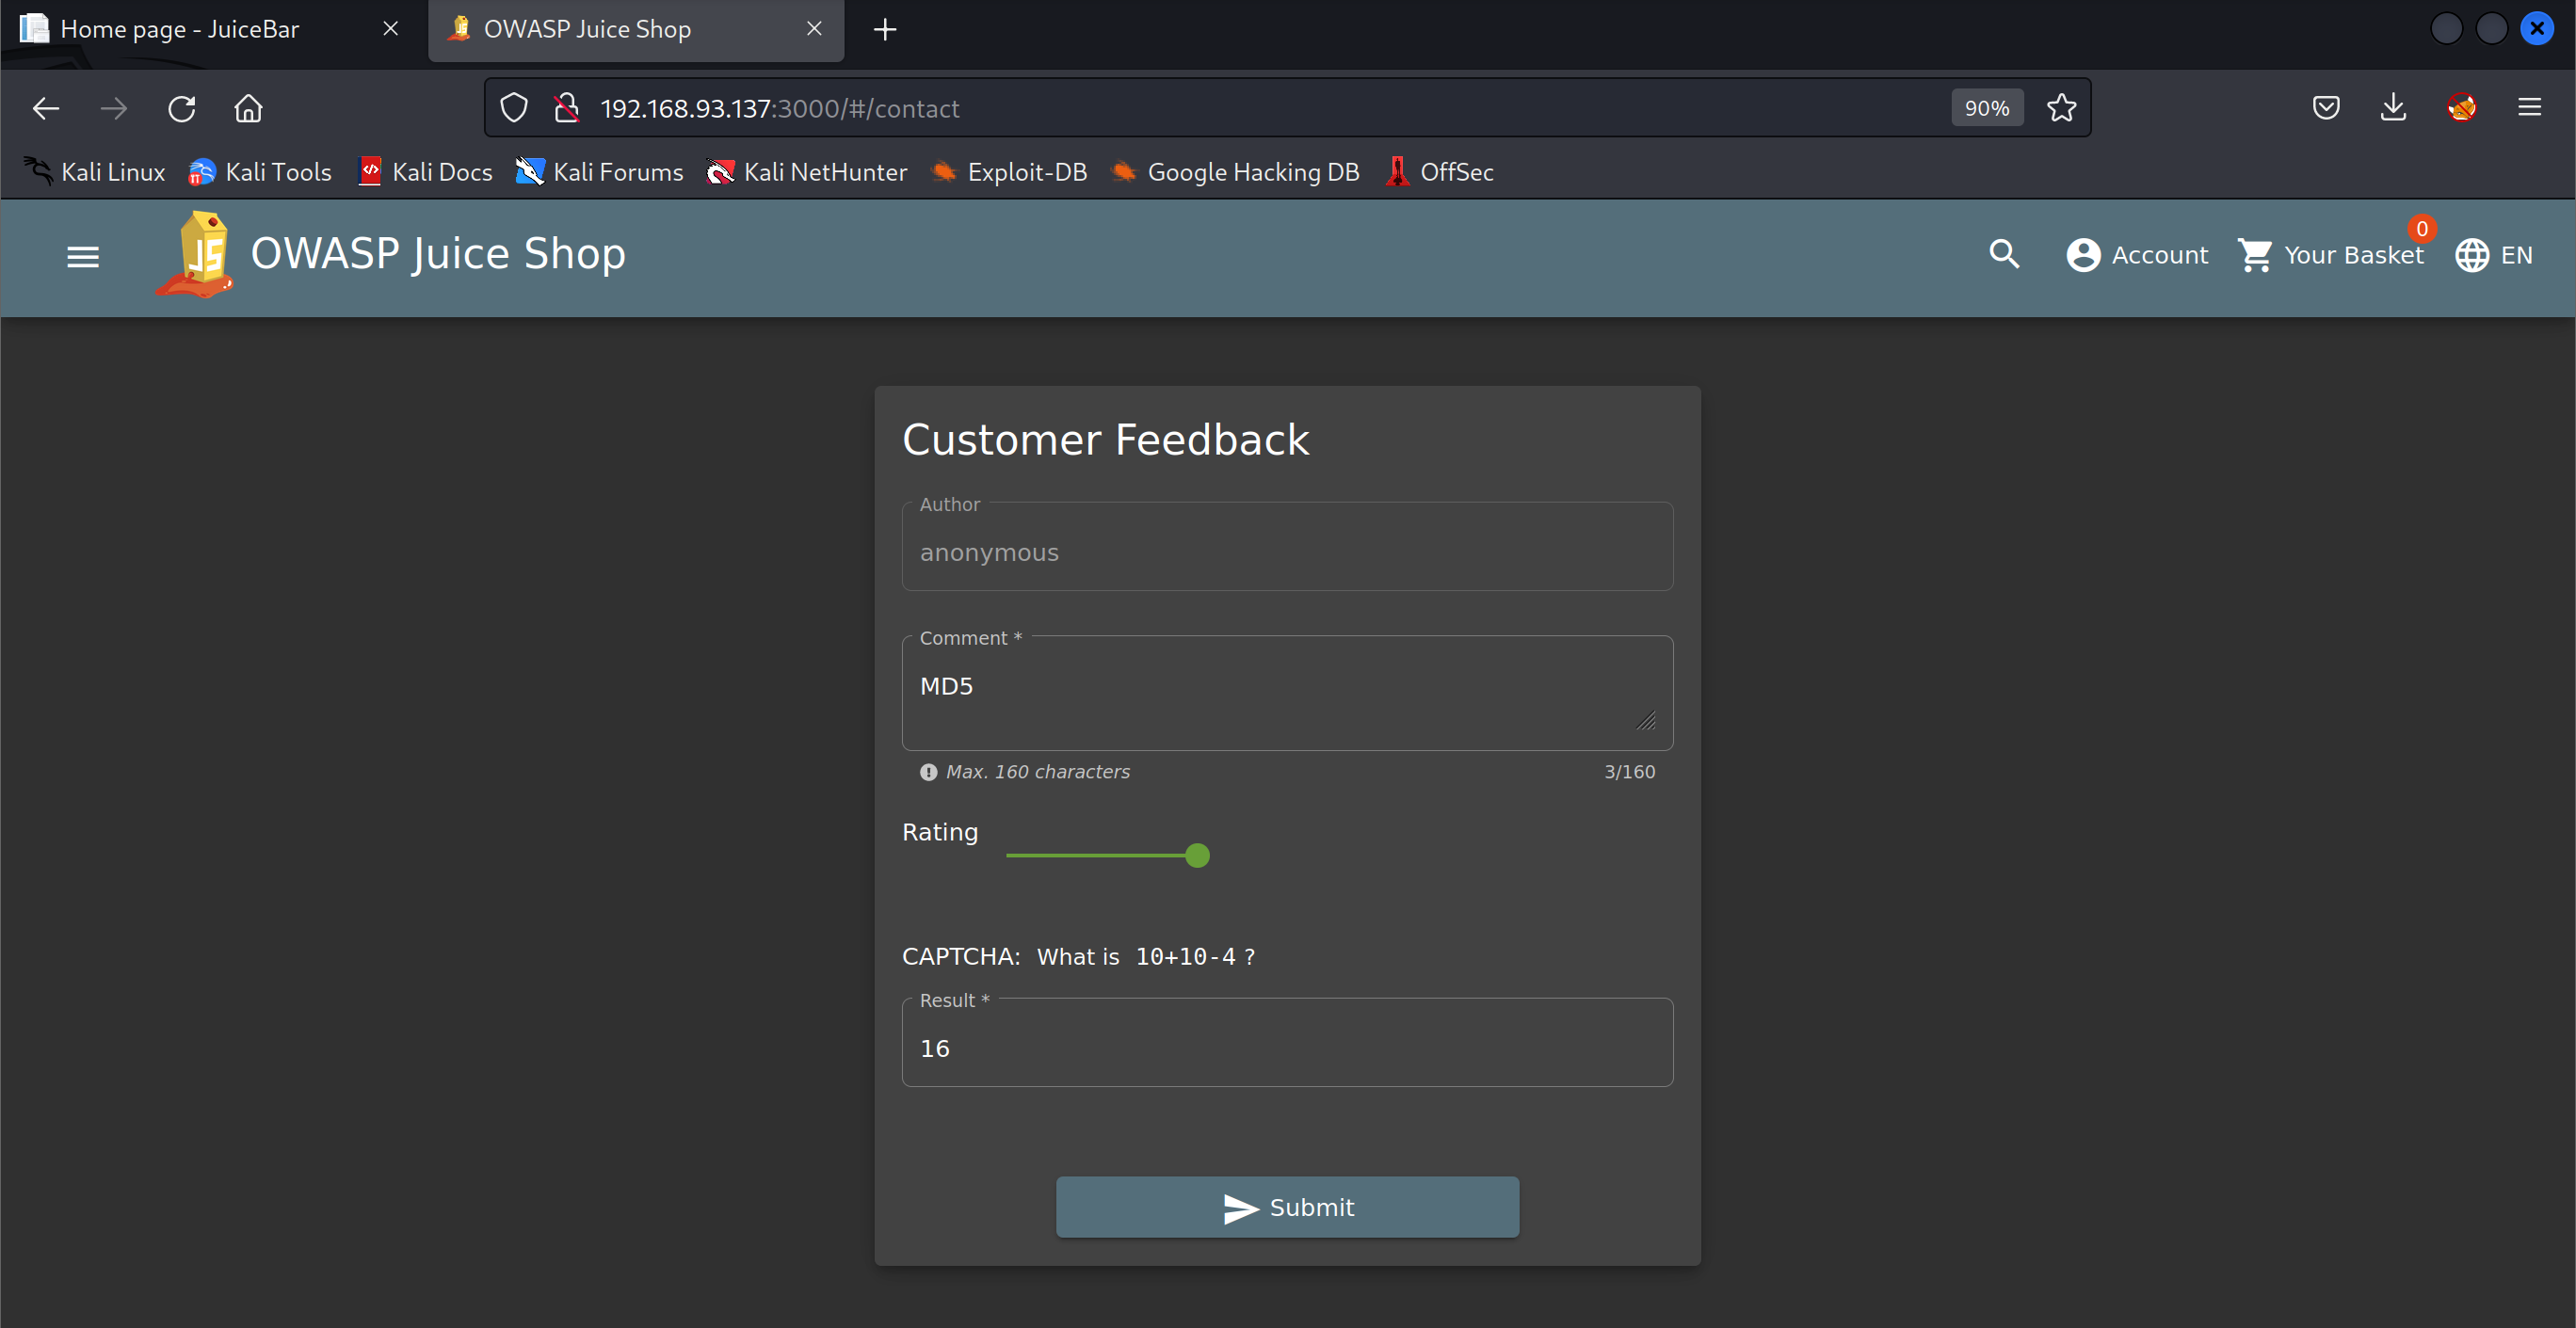 Home page - JuiceBar
OWASP Juice Shop
192.168.93.137:3000/#/contact
90%
Kali Linux
Kali Tools
Kali Docs
Kali Forums
Kali NetHunter
Exploit-DB
Google Hacking DB
OffSec
JS
OWASP Juice Shop
Account
0
Your Basket
EN
Customer Feedback
Author
anonymous
Comment *
MD5
Max. 160 characters
3/160
Rating
CAPTCHA: What is 10+10-4 ?
Result *
16
Submit